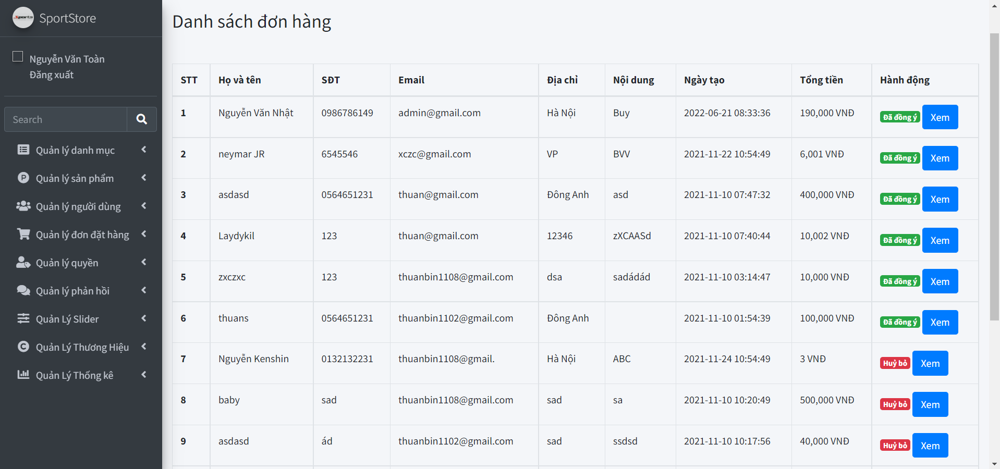 Sports
SportStore
Nguyễn Văn Toàn
Đăng xuất
Search
Quản lý danh mục
Quản lý sản phẩm
Quản lý người dùng
Quản lý đơn đặt hàng
Quản lý quyền
Quản lý phản hồi
Quản Lý Slider
Quản Lý Thương Hiệu
Quản Lý Thống kê
Danh sách đơn hàng
STT Họ và tên SĐT Email Địa chỉ Nội dung Ngày tạo Tổng tiền Hành động
1 Nguyễn Văn Nhật 0986786149 admin@gmail.com Hà Nội Buy 2022-06-21 08:33:36 190,000 VNĐ Đã đồng ý Xem
2 neymar JR 6545546 xczc@gmail.com VP BVV 2021-11-22 10:54:49 6,001 VNĐ Đã đồng ý Xem
3 asdasd 0564651231 thuan@gmail.com Đông Anh asd 2021-11-10 07:47:32 400,000 VNĐ Đã đồng ý Xem
4 Laydykil 123 thuan@gmail.com 12346 zXCAASd 2021-11-10 07:40:44 10,002 VNĐ Đã đồng ý Xem
5 zxczxc 123 thuanbin1108@gmail.com dsa sadádád 2021-11-10 03:14:47 10,000 VNĐ Đã đồng ý Xem
6 thuans 0564651231 thuanbin1102@gmail.com Đông Anh 2021-11-10 01:54:39 100,000 VNĐ Đã đồng ý Xem
7 Nguyễn Kenshin 0132132231 thuanbin1108@gmail. Hà Nội ABC 2021-11-24 10:54:49 3 VNĐ Huỷ bỏ Xem
8 baby sad thuanbin1108@gmail.com sad sa 2021-11-10 10:20:49 500,000 VNĐ Huỷ bỏ Xem
9 asdasd ád thuanbin1102@gmail.com sad ssdsd 2021-11-10 10:17:56 40,000 VNĐ Huỷ bỏ Xem